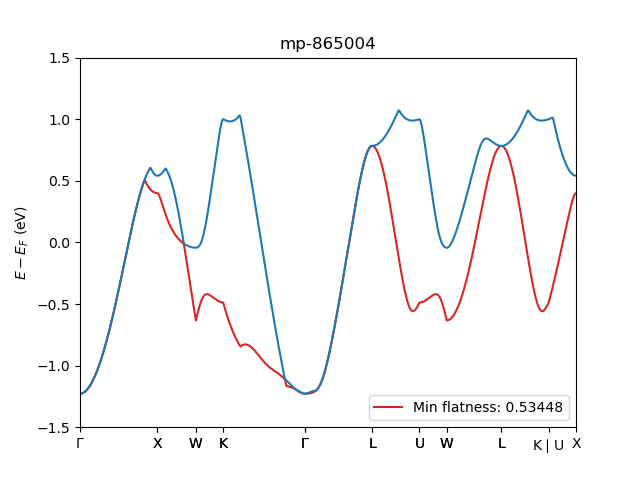 mp-865004
1.5
1.0
0.5
0.0
−0.5
−1.0
−1.5
E − E_F (eV)
Min flatness: 0.53448
Γ X W K Γ L U W L K | U X